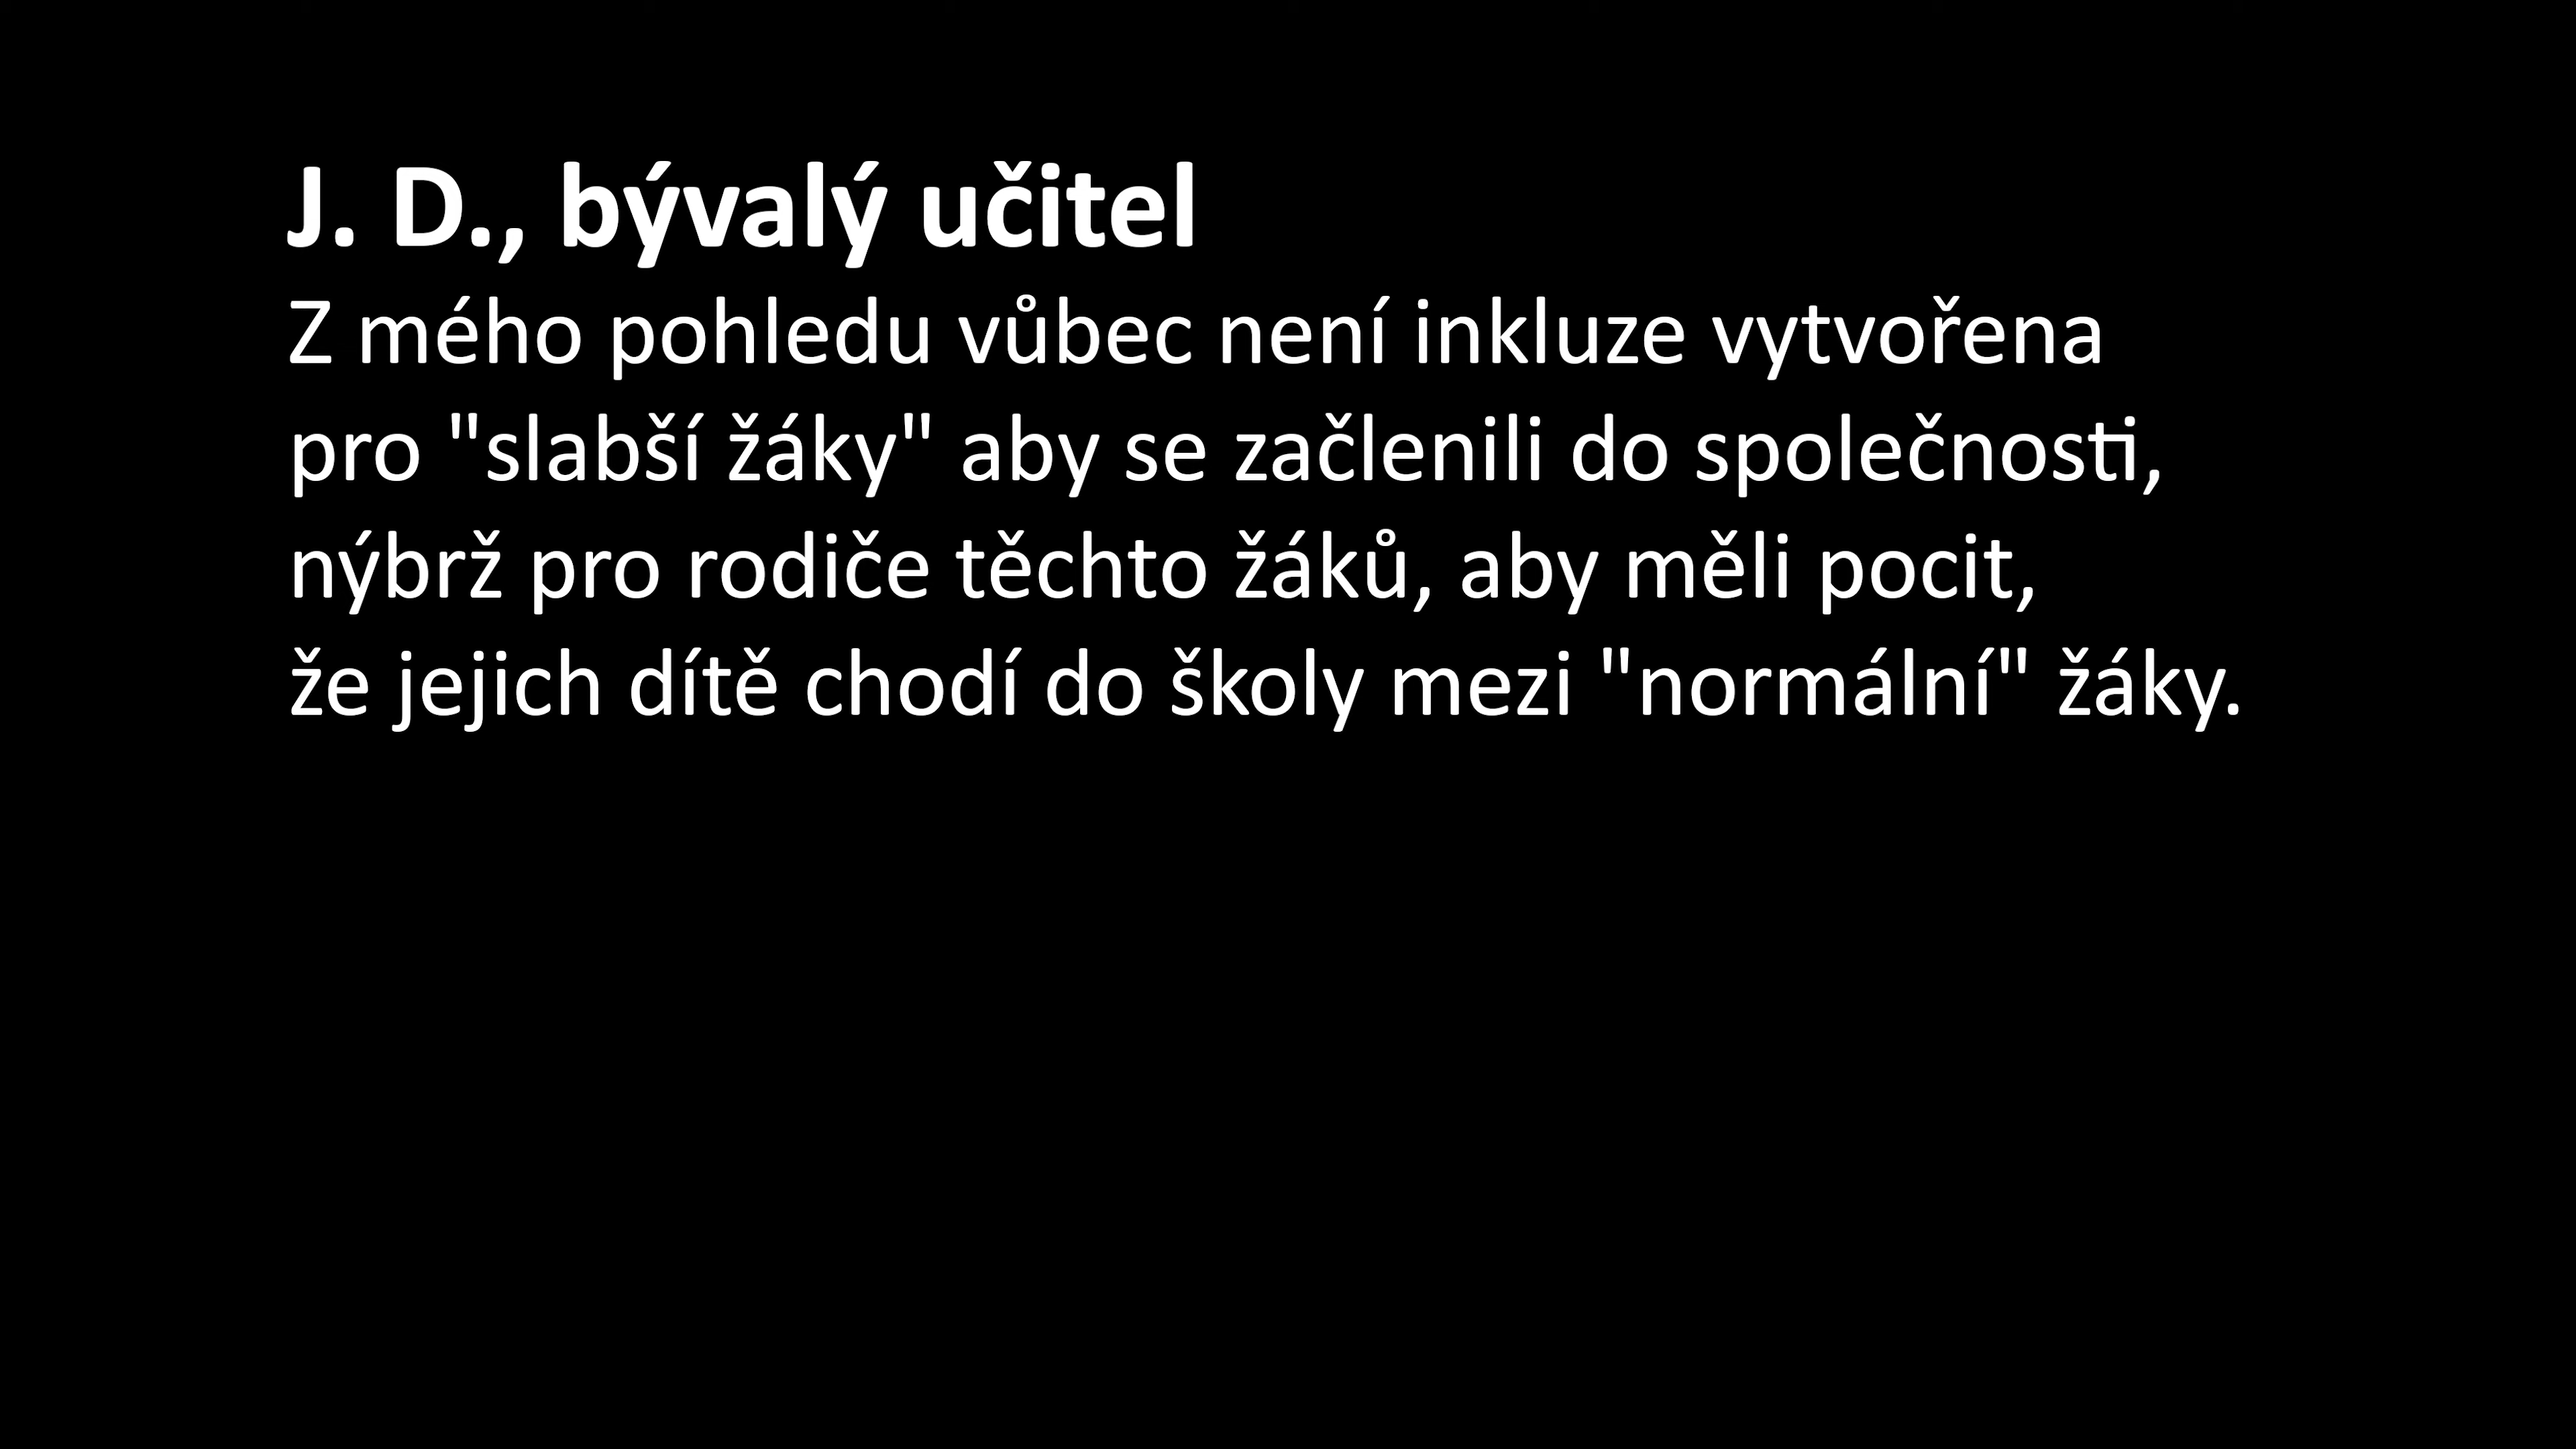 J. D., bývalý učitel
Z mého pohledu vůbec není inkluze vytvořena
pro "slabší žáky" aby se začlenili do společnosti,
nýbrž pro rodiče těchto žáků, aby měli pocit,
že jejich dítě chodí do školy mezi "normální" žáky.